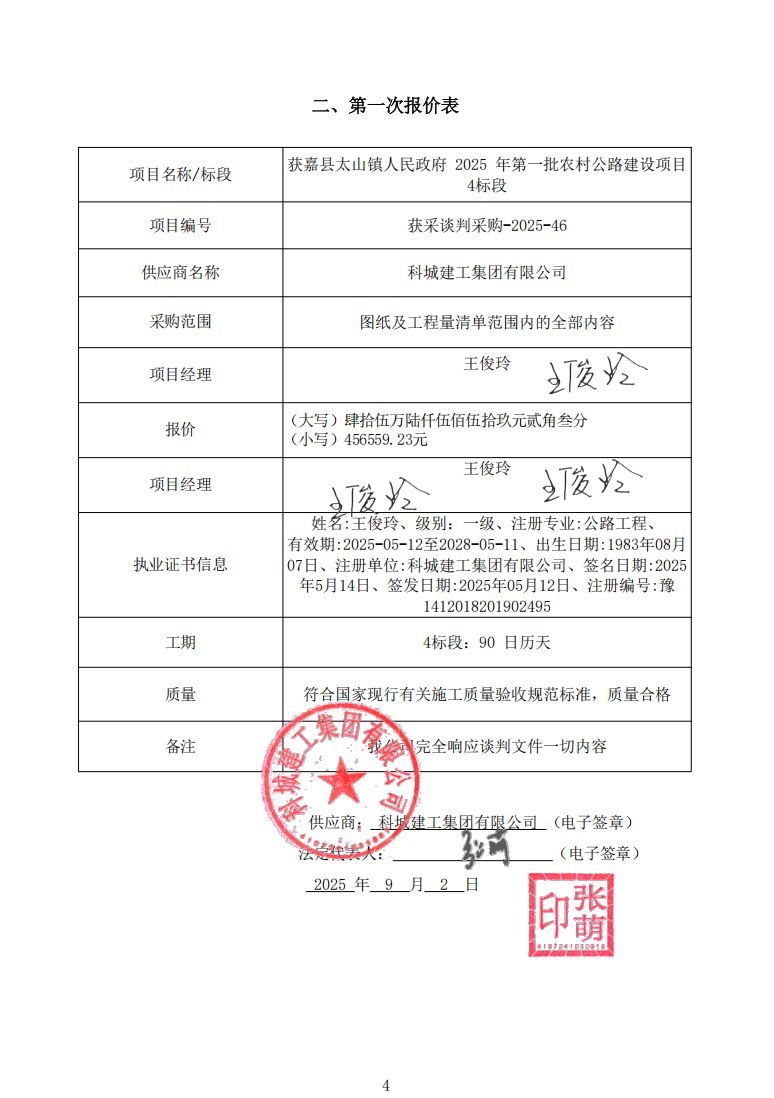 二、第一次报价表
项目名称/标段
获嘉县太山镇人民政府 2025 年第一批农村公路建设项目
4标段
项目编号
获采谈判采购-2025-46
供应商名称
科城建工集团有限公司
采购范围
图纸及工程量清单范围内的全部内容
项目经理
王俊玲
王俊玲
报价
（大写）肆拾伍万陆仟伍佰伍拾玖元贰角叁分
（小写）456559.23元
项目经理
王俊玲
王俊玲
王俊玲
执业证书信息
姓名:王俊玲、级别：一级、注册专业:公路工程、
有效期:2025-05-12至2028-05-11、出生日期:1983年08月
07日、注册单位:科城建工集团有限公司、签名日期:2025
年5月14日、签发日期:2025年05月12日、注册编号:豫
1412018201902495
工期
4标段：90 日历天
质量
符合国家现行有关施工质量验收规范标准，质量合格
备注
我公司完全响应谈判文件一切内容
科城建工集团有限公司
供应商： 科城建工集团有限公司 （电子签章）
法定代表人： 张萌 （电子签章）
2025 年 9 月 2 日
张萌印
4